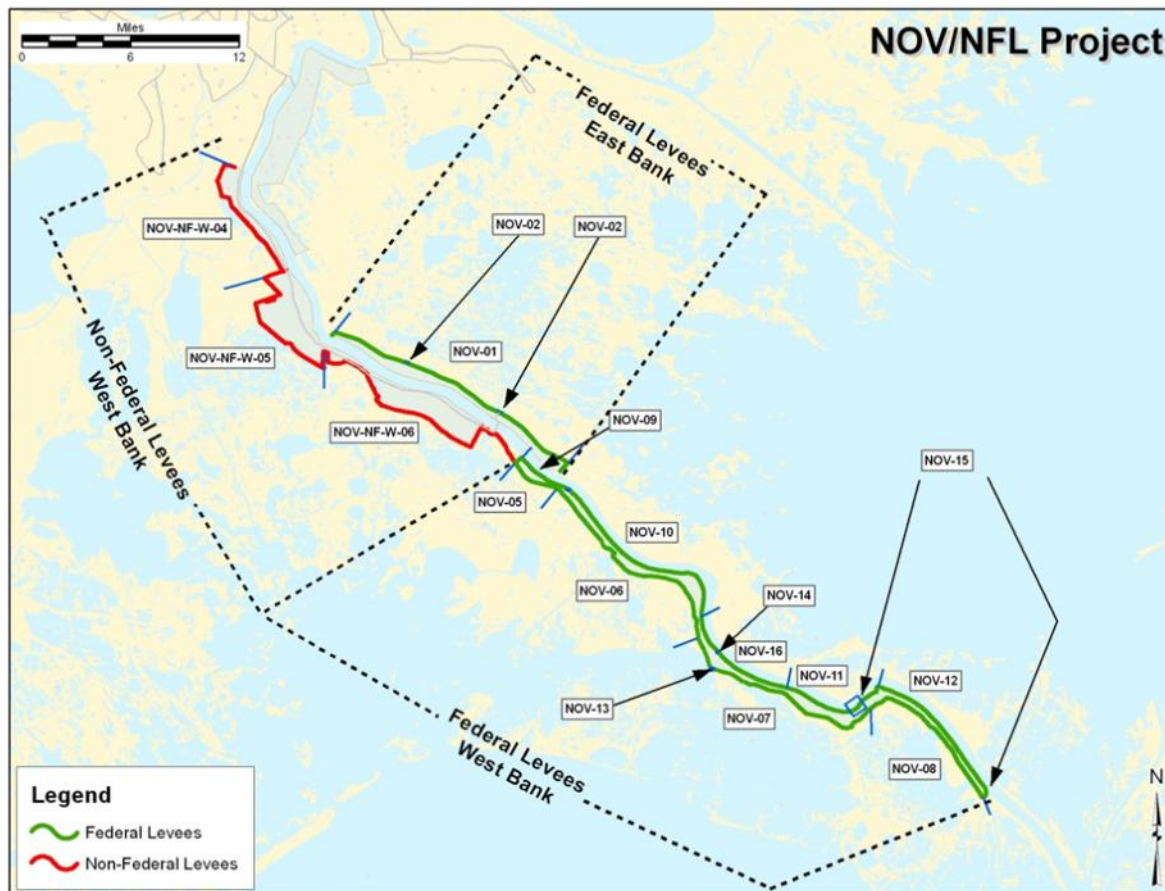 Miles
0 6 12
NOV/NFL Project
Federal Levees
East Bank
NOV-02
NOV-02
NOV-NF-W-04
NOV-01
NOV-NF-W-05
Non-Federal Levees
West Bank
NOV-NF-W-06
NOV-09
NOV-15
NOV-05
NOV-10
NOV-06
NOV-14
NOV-16
NOV-11
NOV-12
NOV-13
NOV-07
Federal Levees
West Bank
NOV-08
N
Legend
Federal Levees
Non-Federal Levees